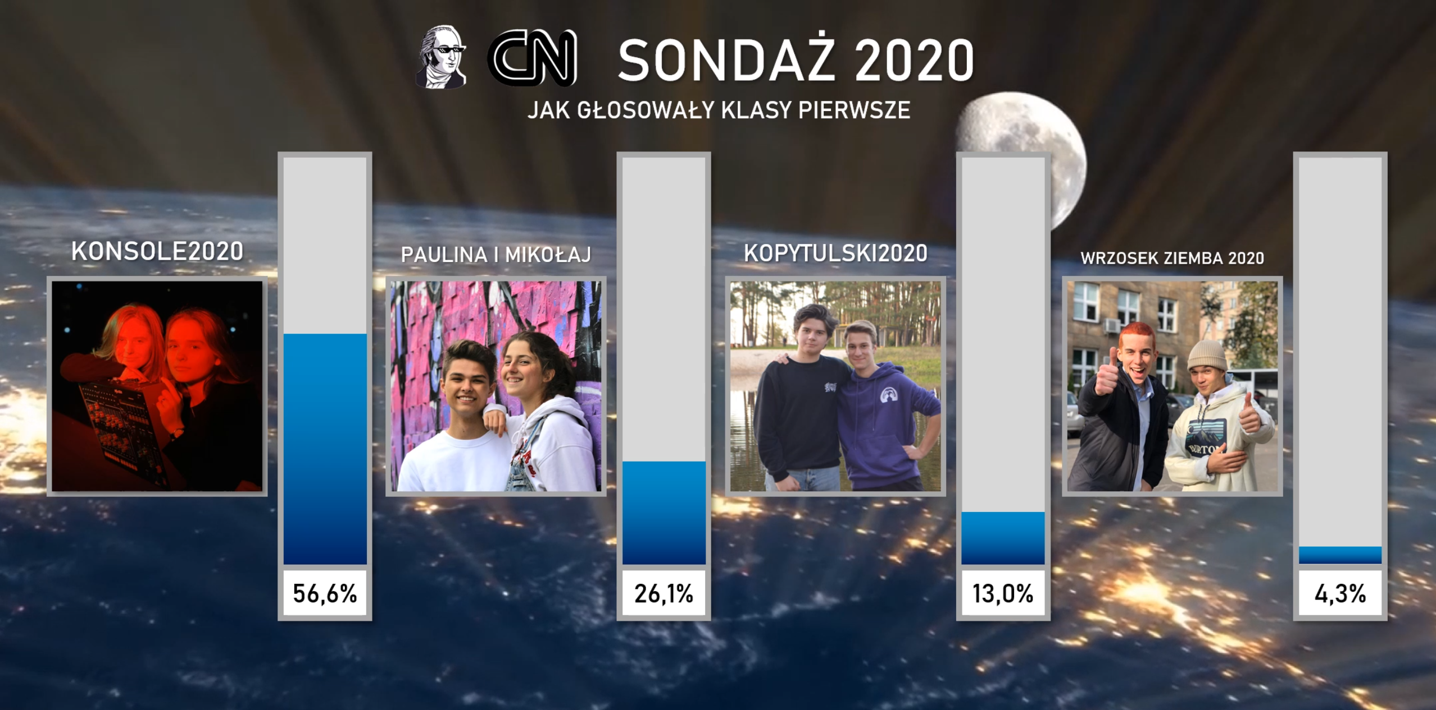 CN SONDAŻ 2020
JAK GŁOSOWAŁY KLASY PIERWSZE
KONSOLE2020
PAULINA I MIKOŁAJ
KOPYTULSKI2020
WRZOSEK ZIEMBA 2020
BURTON
56,6%
26,1%
13,0%
4,3%